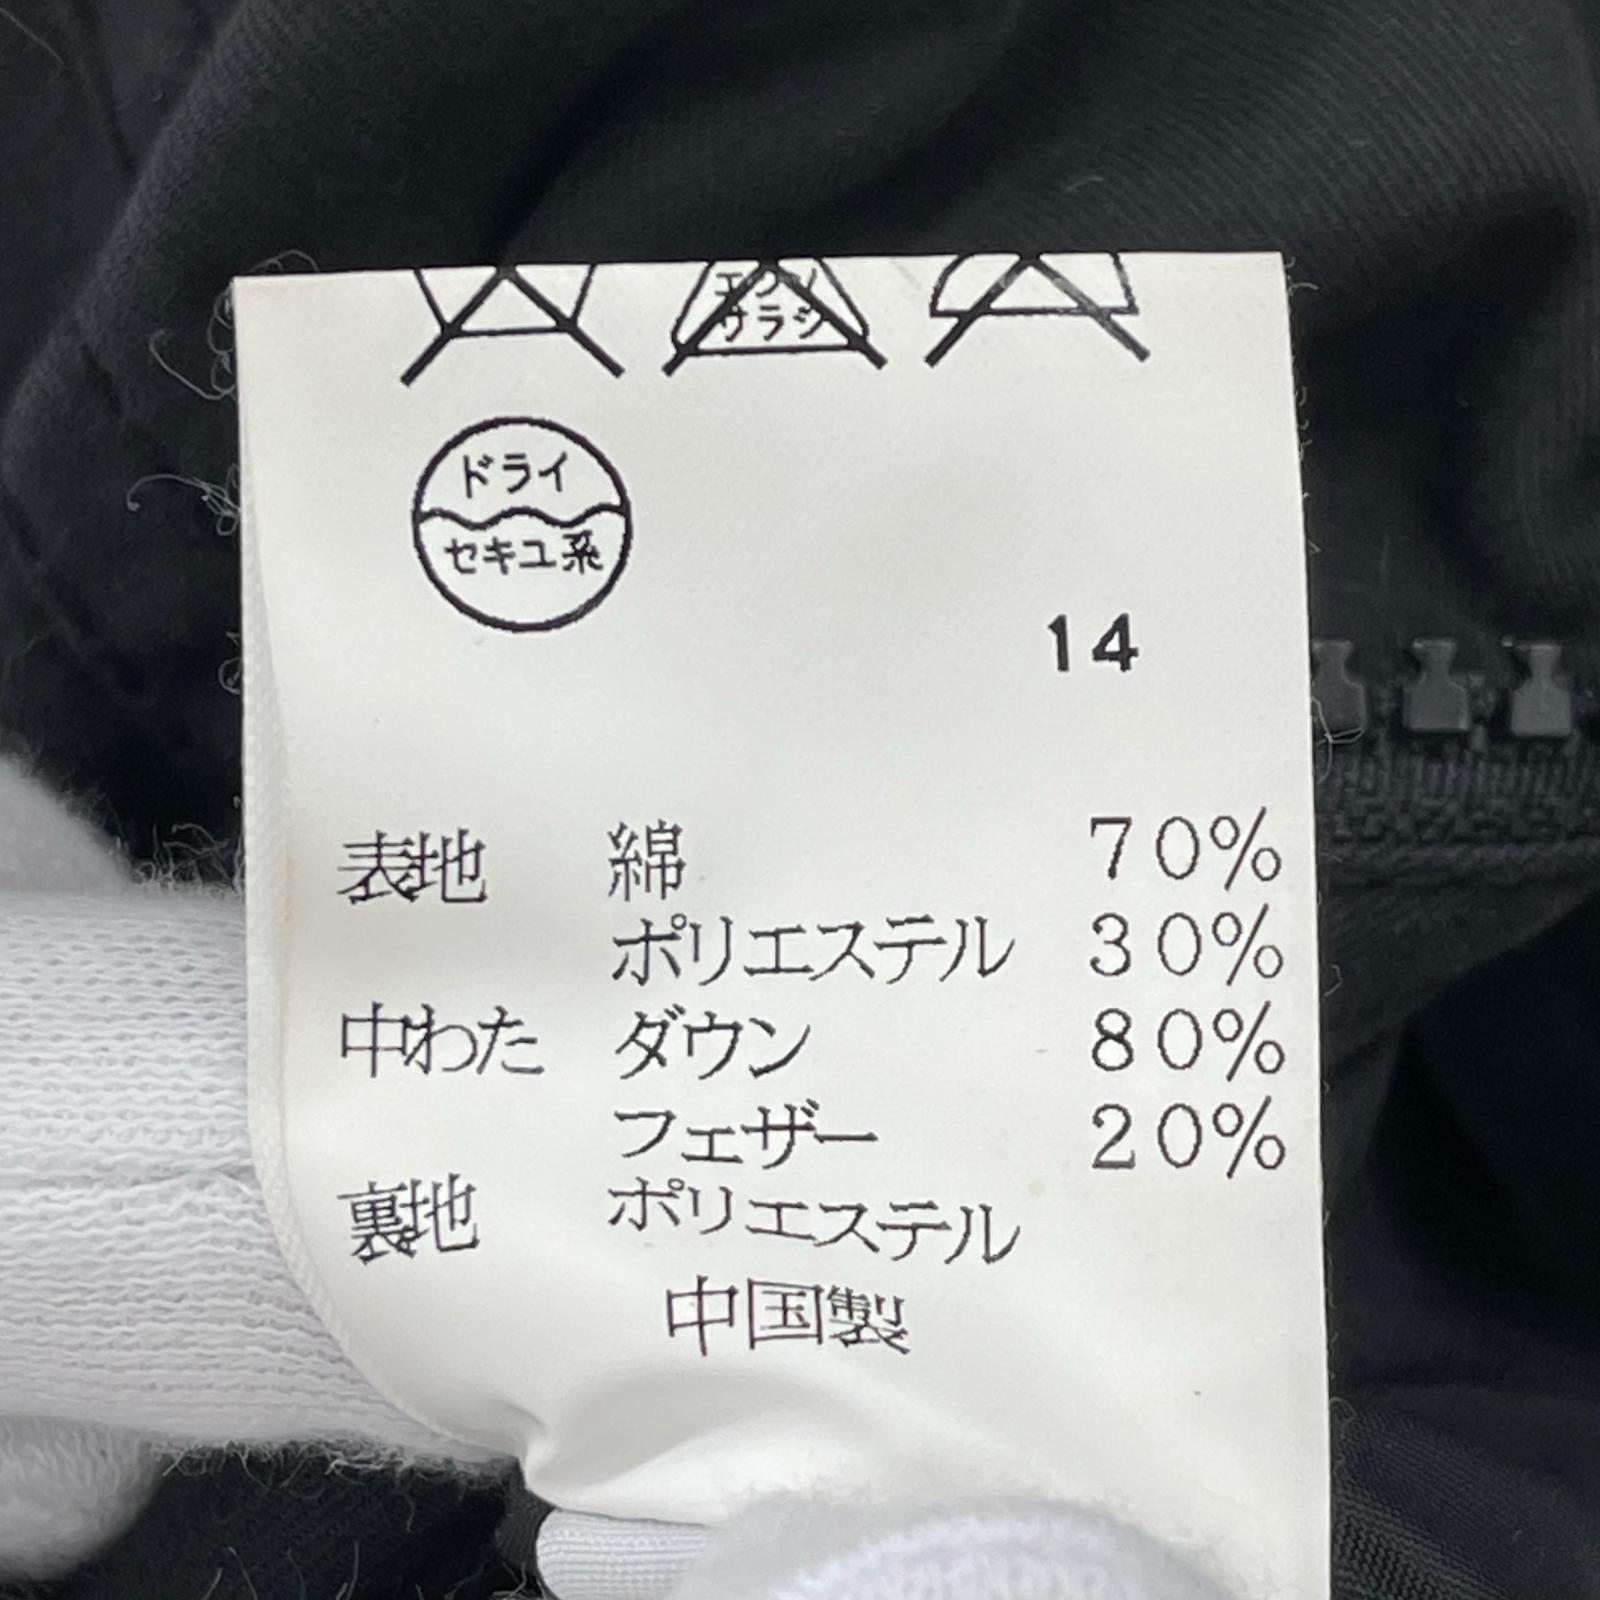 エンソ
サラシ
ドライ
セキユ系
14
表地 綿 70%
ポリエステル 30%
中わた ダウン 80%
フェザー 20%
裏地 ポリエステル
中国製